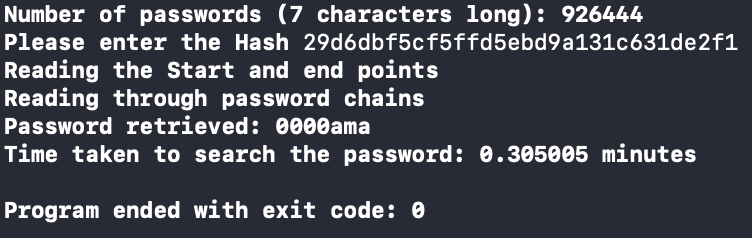 Number of passwords (7 characters long): 926444
Please enter the Hash 29d6dbf5cf5ffd5ebd9a131c631de2f1
Reading the Start and end points
Reading through password chains
Password retrieved: 0000ama
Time taken to search the password: 0.305005 minutes
Program ended with exit code: 0